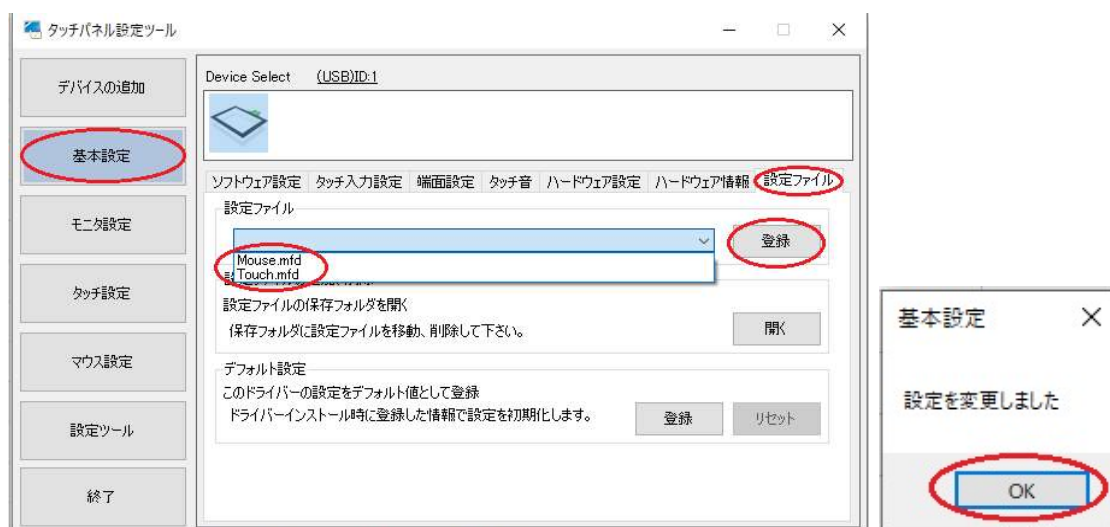 タッチパネル設定ツール
デバイスの追加
基本設定
モニタ設定
タッチ設定
マウス設定
設定ツール
終了
Device Select (USB)ID:1
ソフトウェア設定 タッチ入力設定 端面設定 タッチ音 ハードウェア設定 ハードウェア情報 設定ファイル
設定ファイル
登録
Mouse.mfd
Touch.mfd
設定ファイルの保存フォルダを開く
保存フォルダに設定ファイルを移動、削除して下さい。
開く
デフォルト設定
このドライバーの設定をデフォルト値として登録
ドライバーインストール時に登録した情報で設定を初期化します。
登録
リセット
基本設定
設定を変更しました
OK